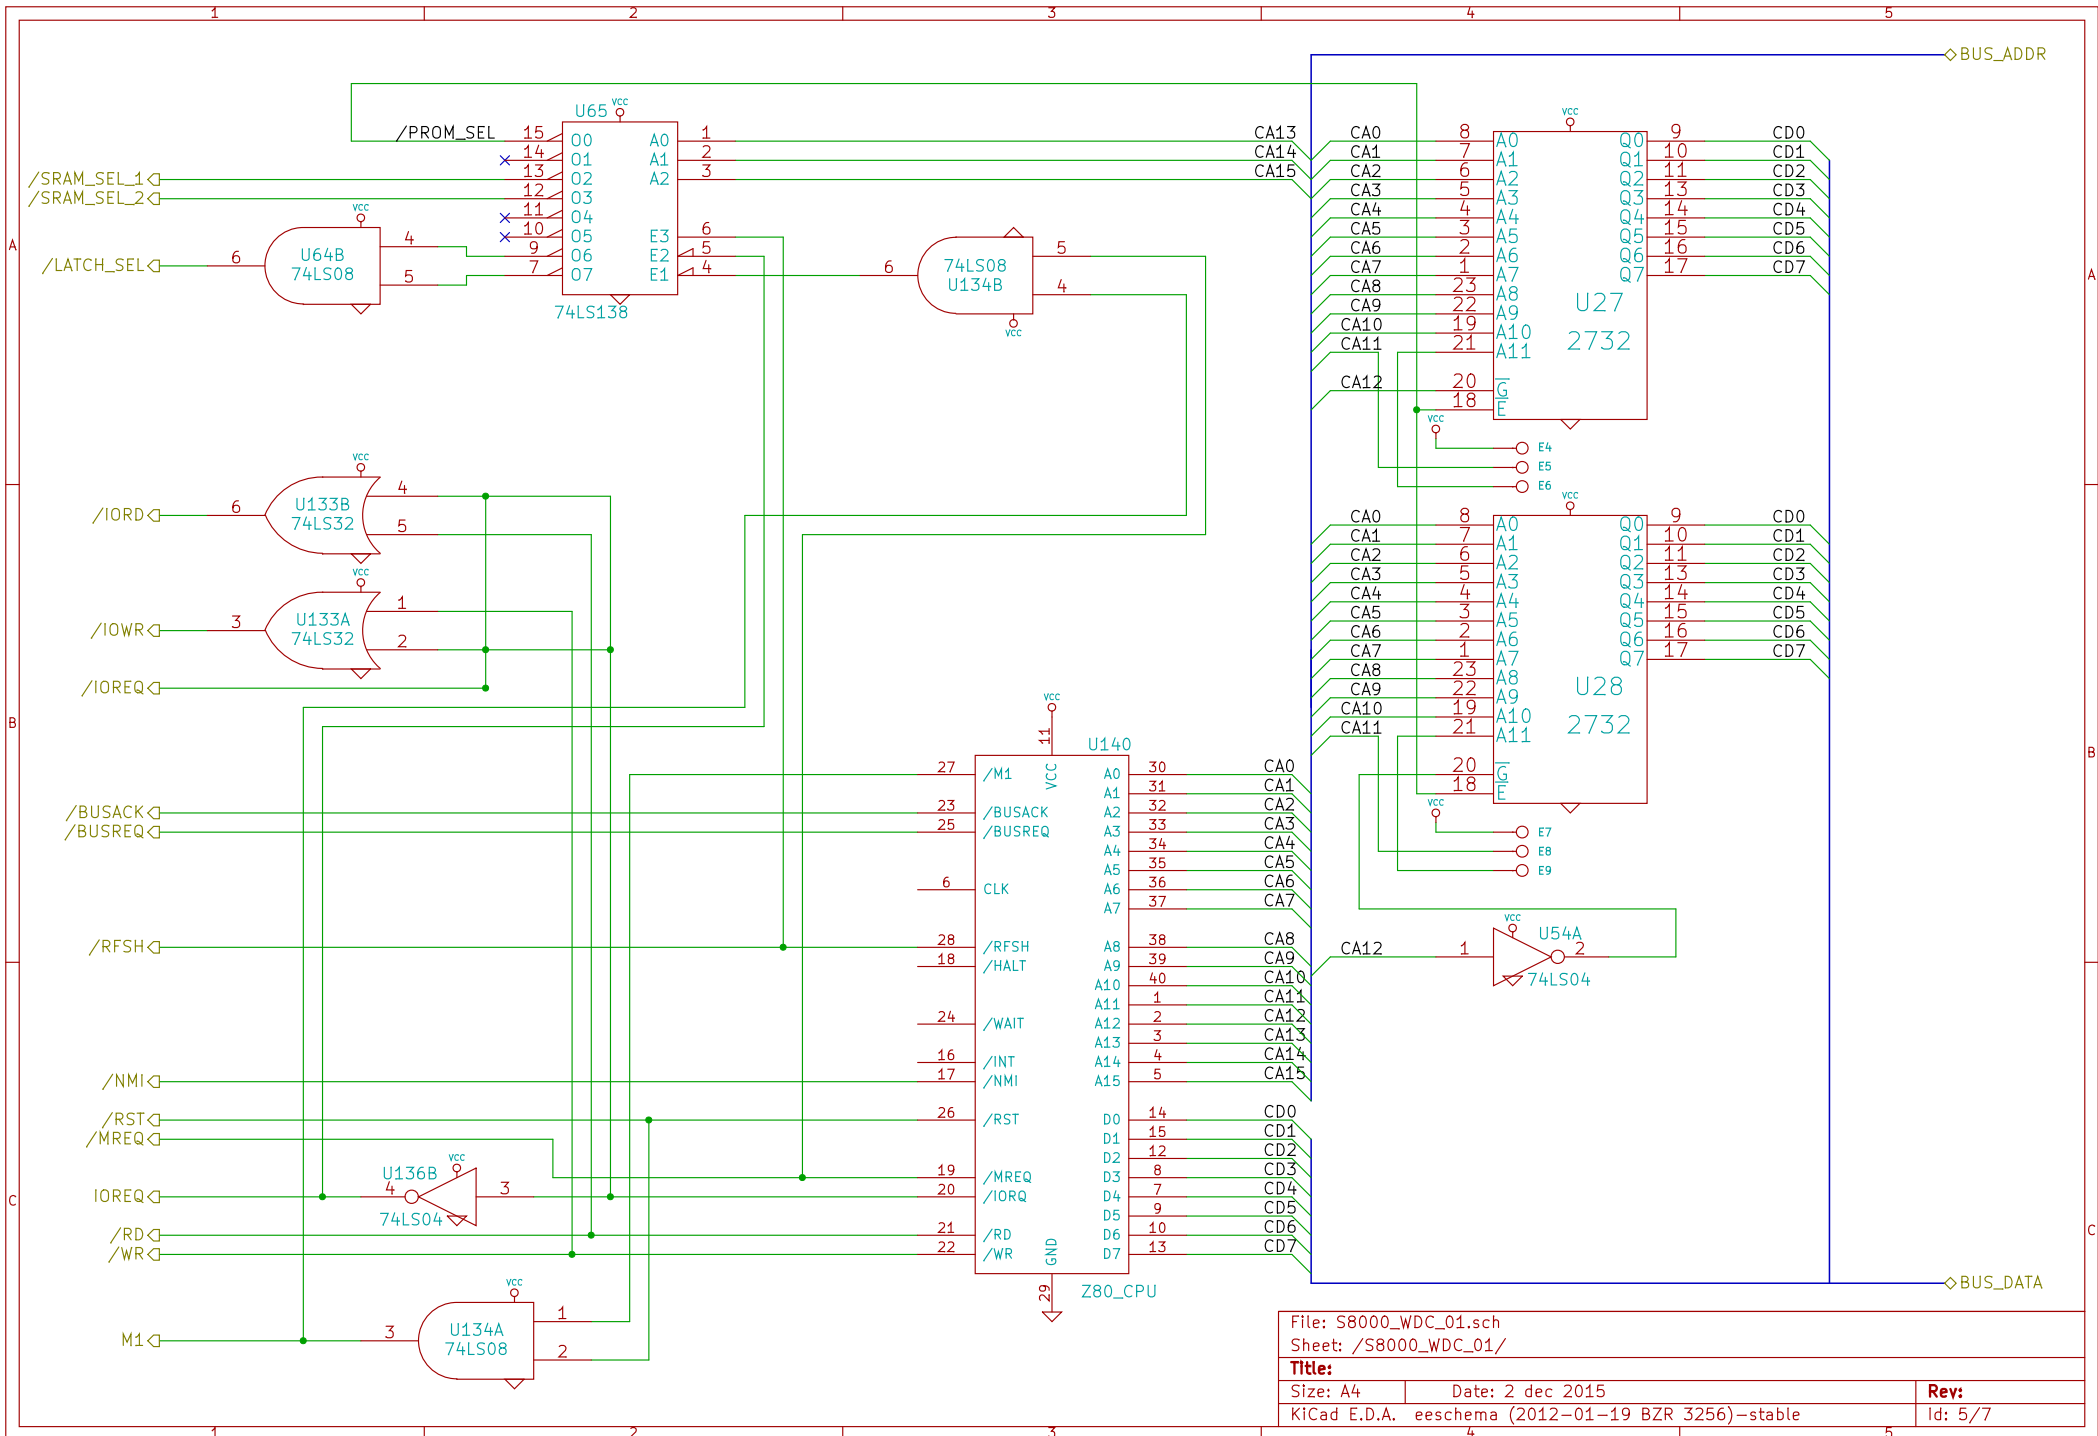 1 2 3 4 5
BUS_ADDR
VCC
U65
/PROM_SEL 15 O0 A0 1 CA13
14 O1 A1 2 CA14
/SRAM_SEL_1 13 O2 A2 3 CA15
/SRAM_SEL_2 12 O3
11 O4
10 O5 E3 6
9 O6 E2 5
7 O7 E1 4
74LS138
VCC
/LATCH_SEL 6 U64B 4
74LS08 5
6 74LS08 5
U134B 4
VCC
VCC
CA0 8 A0 Q0 9 CD0
CA1 7 A1 Q1 10 CD1
CA2 6 A2 Q2 11 CD2
CA3 5 A3 Q3 13 CD3
CA4 4 A4 Q4 14 CD4
CA5 3 A5 Q5 15 CD5
CA6 2 A6 Q6 16 CD6
CA7 1 A7 Q7 17 CD7
CA8 23 A8
CA9 22 A9 U27
CA10 19 A10
CA11 21 A11 2732
CA12 20 G
18 E
VCC
E4
E5
E6
A A
VCC
/IORD 6 U133B 4
74LS32 5
VCC
/IOWR 3 U133A 1
74LS32 2
/IOREQ
VCC
CA0 8 A0 Q0 9 CD0
CA1 7 A1 Q1 10 CD1
CA2 6 A2 Q2 11 CD2
CA3 5 A3 Q3 13 CD3
CA4 4 A4 Q4 14 CD4
CA5 3 A5 Q5 15 CD5
CA6 2 A6 Q6 16 CD6
CA7 1 A7 Q7 17 CD7
CA8 23 A8
CA9 22 A9 U28
CA10 19 A10
CA11 21 A11 2732
20 G
18 E
VCC
E7
E8
E9
B B
VCC
CA12 1 U54A 2
74LS04
VCC
11
U140
VCC
27 /M1 A0 30 CA0
A1 31 CA1
/BUSACK 23 /BUSACK A2 32 CA2
/BUSREQ 25 /BUSREQ A3 33 CA3
A4 34 CA4
A5 35 CA5
6 CLK A6 36 CA6
A7 37 CA7
/RFSH 28 /RFSH A8 38 CA8
18 /HALT A9 39 CA9
A10 40 CA10
A11 1 CA11
24 /WAIT A12 2 CA12
A13 3 CA13
16 /INT A14 4 CA14
/NMI 17 /NMI A15 5 CA15
/RST 26 /RST D0 14 CD0
/MREQ D1 15 CD1
D2 12 CD2
19 /MREQ D3 8 CD3
IOREQ 20 /IORQ D4 7 CD4
D5 9 CD5
/RD 21 /RD D6 10 CD6
/WR 22 /WR D7 13 CD7
GND
29
Z80_CPU
VCC
U136B
4 3
74LS04
C C
VCC
M1 3 U134A 1
74LS08 2
BUS_DATA
File: S8000_WDC_01.sch
Sheet: /S8000_WDC_01/
Title:
Size: A4 Date: 2 dec 2015 Rev:
KiCad E.D.A. eeschema (2012-01-19 BZR 3256)-stable Id: 5/7
1 2 3 4 5